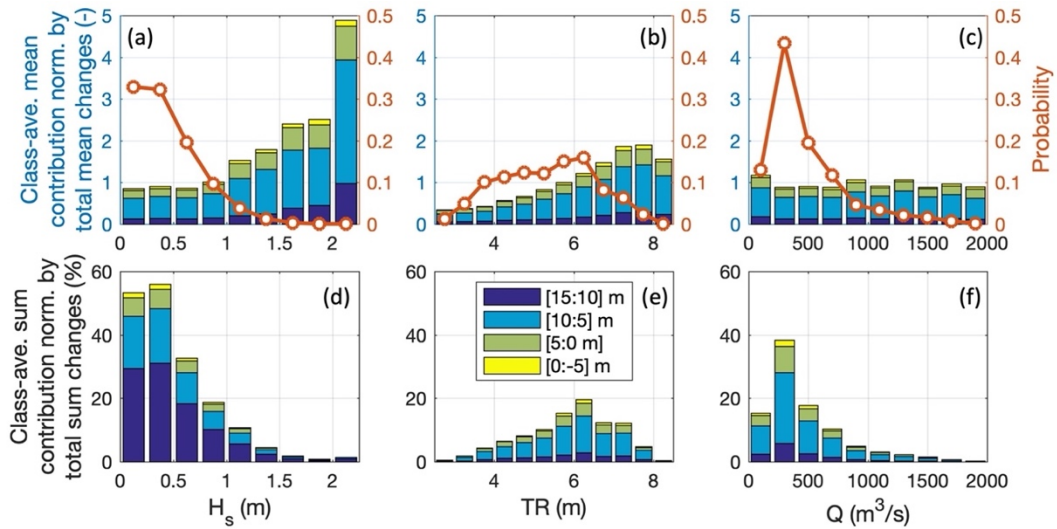 Class-ave. mean
contribution norm. by
total mean changes (-)
5
4
3
2
1
0
(a)
0.5
0.4
0.3
0.2
0.1
0
0 0.5 1 1.5 2
5
4
3
2
1
0
(b)
0.5
0.4
0.3
0.2
0.1
0
4 6 8
5
4
3
2
1
0
(c)
0.5
0.4
0.3
0.2
0.1
0
0 500 1000 1500 2000
Probability
Class-ave. sum
contribution norm. by
total sum changes (%)
60
40
20
0
(d)
0 0.5 1 1.5 2
H_s (m)
60
40
20
0
(e)
[15:10] m
[10:5] m
[5:0 m]
[0:-5] m
4 6 8
TR (m)
60
40
20
0
(f)
0 500 1000 1500 2000
Q (m³/s)